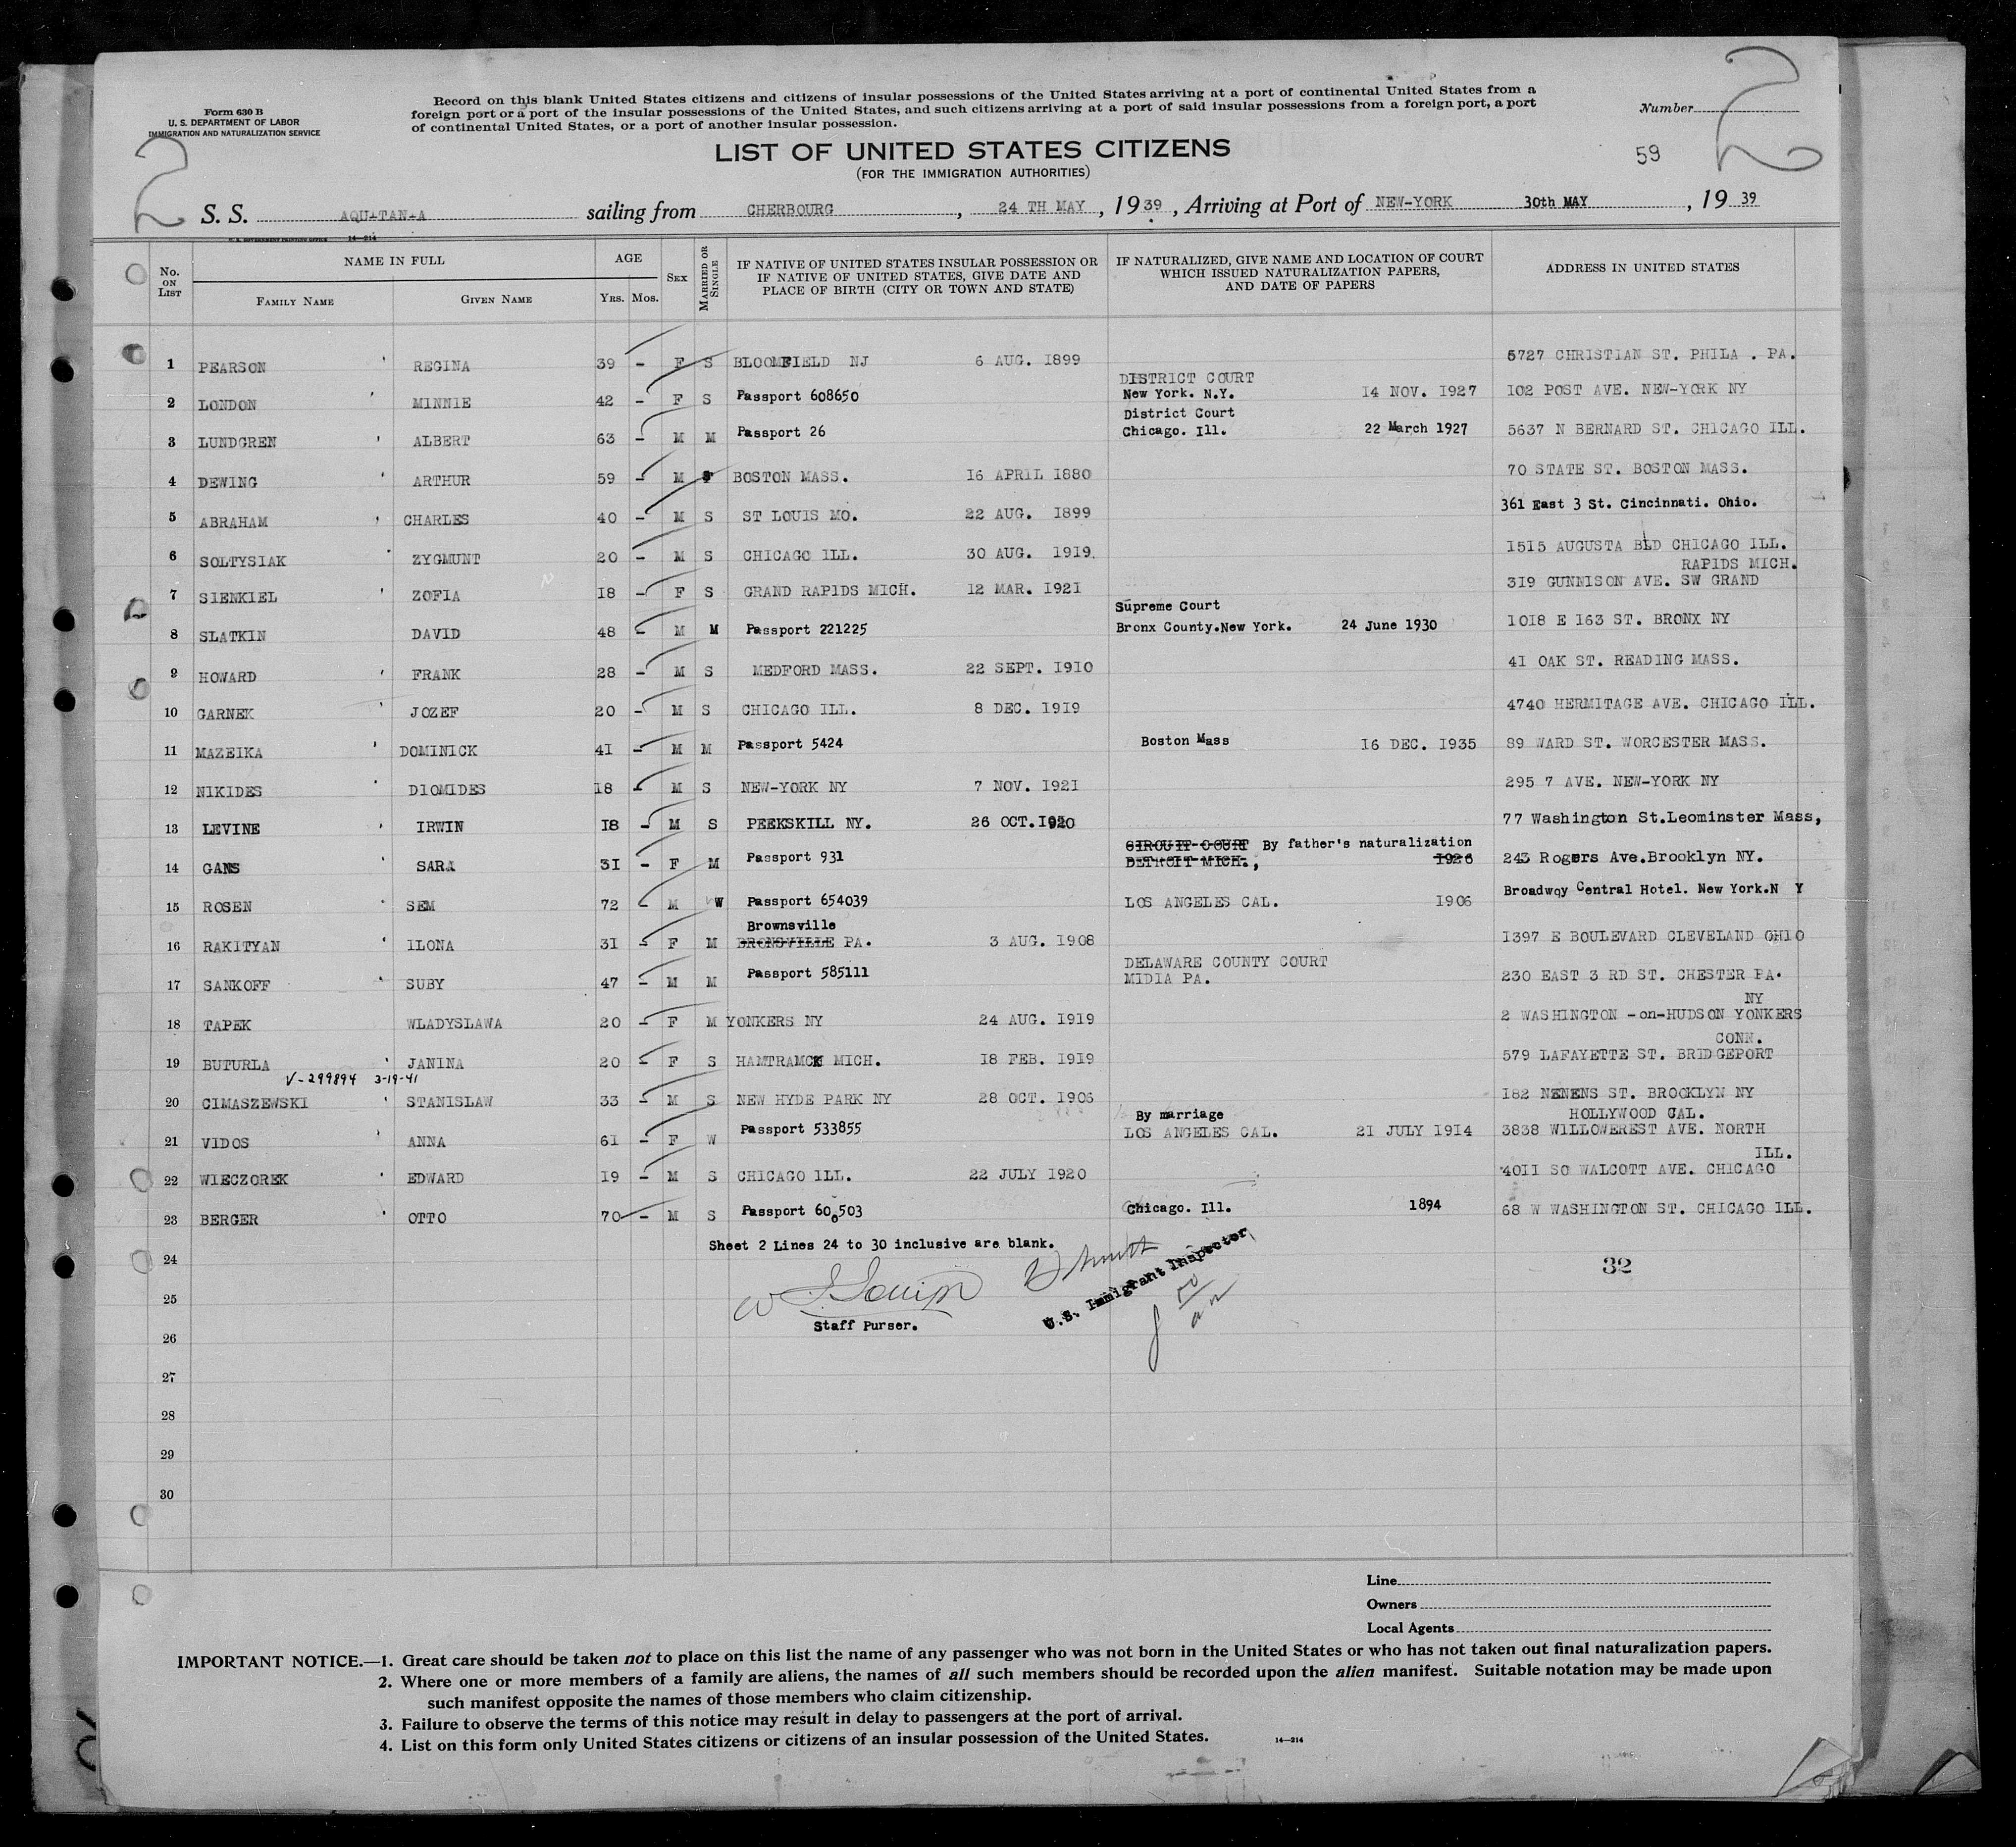 Form 630 B
U. S. DEPARTMENT OF LABOR
IMMIGRATION AND NATURALIZATION SERVICE
Record on this blank United States citizens and citizens of insular possessions of the United States arriving at a port of continental United States from a
foreign port or a port of the insular possessions of the United States, and such citizens arriving at a port of said insular possessions from a foreign port, a port
of continental United States, or a port of another insular possession.
Number
2
2
59
LIST OF UNITED STATES CITIZENS
(FOR THE IMMIGRATION AUTHORITIES)
S. S. AQUITANIA sailing from CHERBOURG, 24 TH MAY, 1939, Arriving at Port of NEW-YORK 30th MAY, 1939
U. S. GOVERNMENT PRINTING OFFICE 14—214
No. ON LIST
NAME IN FULL
FAMILY NAME
GIVEN NAME
AGE
YRS. MOS.
SEX
MARRIED OR SINGLE
IF NATIVE OF UNITED STATES INSULAR POSSESSION OR IF NATIVE OF UNITED STATES, GIVE DATE AND PLACE OF BIRTH (CITY OR TOWN AND STATE)
IF NATURALIZED, GIVE NAME AND LOCATION OF COURT WHICH ISSUED NATURALIZATION PAPERS, AND DATE OF PAPERS
ADDRESS IN UNITED STATES
1 PEARSON REGINA 39 - F S BLOOMFIELD NJ 6 AUG. 1899 5727 CHRISTIAN ST. PHILA . PA.
2 LONDON MINNIE 42 - F S Passport 608650 DISTRICT COURT New York. N.Y. 14 NOV. 1927 102 POST AVE. NEW-YORK NY
3 LUNDGREN ALBERT 63 - M M Passport 26 District Court Chicago. Ill. 22 March 1927 5637 N BERNARD ST. CHICAGO ILL.
4 DEWING ARTHUR 59 - M BOSTON MASS. 16 APRIL 1880 70 STATE ST. BOSTON MASS.
5 ABRAHAM CHARLES 40 - M S ST LOUIS MO. 22 AUG. 1899 361 East 3 St. Cincinnati. Ohio.
6 SOLTYSIAK ZYGMUNT 20 - M S CHICAGO ILL. 30 AUG. 1919. 1515 AUGUSTA BLD CHICAGO ILL.
7 SIENKIEL ZOFIA 18 - F S GRAND RAPIDS MICH. 12 MAR. 1921 319 GUNNISON AVE. SW GRAND RAPIDS MICH.
8 SLATKIN DAVID 48 - M M Passport 221225 Supreme Court Bronx County.New York. 24 June 1930 1018 E 163 ST. BRONX NY
9 HOWARD FRANK 28 - M S MEDFORD MASS. 22 SEPT. 1910 41 OAK ST. READING MASS.
10 GARNEK JOZEF 20 - M S CHICAGO ILL. 8 DEC. 1919 4740 HERMITAGE AVE. CHICAGO ILL.
11 MAZEIKA DOMINICK 41 - M M Passport 5424 Boston Mass 16 DEC. 1935 89 WARD ST. WORCESTER MASS.
12 NIKIDES DIOMIDES 18 - M S NEW-YORK NY 7 NOV. 1921 295 7 AVE. NEW-YORK NY
13 LEVINE IRWIN 18 - M S PEEKSKILL NY. 26 OCT.1920 77 Washington St.Leominster Mass,
14 GANS SARA 31 - F M Passport 931 CIRCUIT COURT By father's naturalization DETROIT MICH., 1926 243 Rogers Ave.Brooklyn NY.
15 ROSEN SEM 72 - M W Passport 654039 LOS ANGELES CAL. 1906 Broadwqy Central Hotel. New York.N Y
16 RAKITYAN ILONA 31 - F M Brownsville BRONSVILLE PA. 3 AUG. 1908 1397 E BOULEVARD CLEVELAND OHIO
17 SANKOFF SUBY 47 - M M Passport 585111 DELAWARE COUNTY COURT MIDIA PA. 230 EAST 3 RD ST. CHESTER PA.
18 TAPEK WLADYSLAWA 20 - F M YONKERS NY 24 AUG. 1919 2 WASHINGTON -on-HUDSON YONKERS NY
19 BUTURLA JANINA 20 - F S HAMTRAMCK MICH. 18 FEB. 1919 579 LAFAYETTE ST. BRIDGEPORT CONN.
V-299894 3-19-41
20 CIMASZEWSKI STANISLAW 33 - M S NEW HYDE PARK NY 28 OCT. 1906 182 NENENS ST. BROOKLYN NY
21 VIDOS ANNA 61 - F W Passport 533855 By marriage LOS ANGELES CAL. 21 JULY 1914 3838 WILLOWEREST AVE. NORTH HOLLYWOOD CAL.
22 WIECZOREK EDWARD 19 - M S CHICAGO ILL. 22 JULY 1920 4011 SO WALCOTT AVE. CHICAGO ILL.
23 BERGER OTTO 70 - M S Passport 600503 Chicago. Ill. 1894 68 W WASHINGTON ST. CHICAGO ILL.
Sheet 2 Lines 24 to 30 inclusive are blank.
24
32
25
Staff Purser.
U.S. Immigrant Inspector
26
27
28
29
30
Line
Owners
Local Agents
IMPORTANT NOTICE.—1. Great care should be taken not to place on this list the name of any passenger who was not born in the United States or who has not taken out final naturalization papers.
2. Where one or more members of a family are aliens, the names of all such members should be recorded upon the alien manifest. Suitable notation may be made upon
such manifest opposite the names of those members who claim citizenship.
3. Failure to observe the terms of this notice may result in delay to passengers at the port of arrival.
4. List on this form only United States citizens or citizens of an insular possession of the United States.
14—214